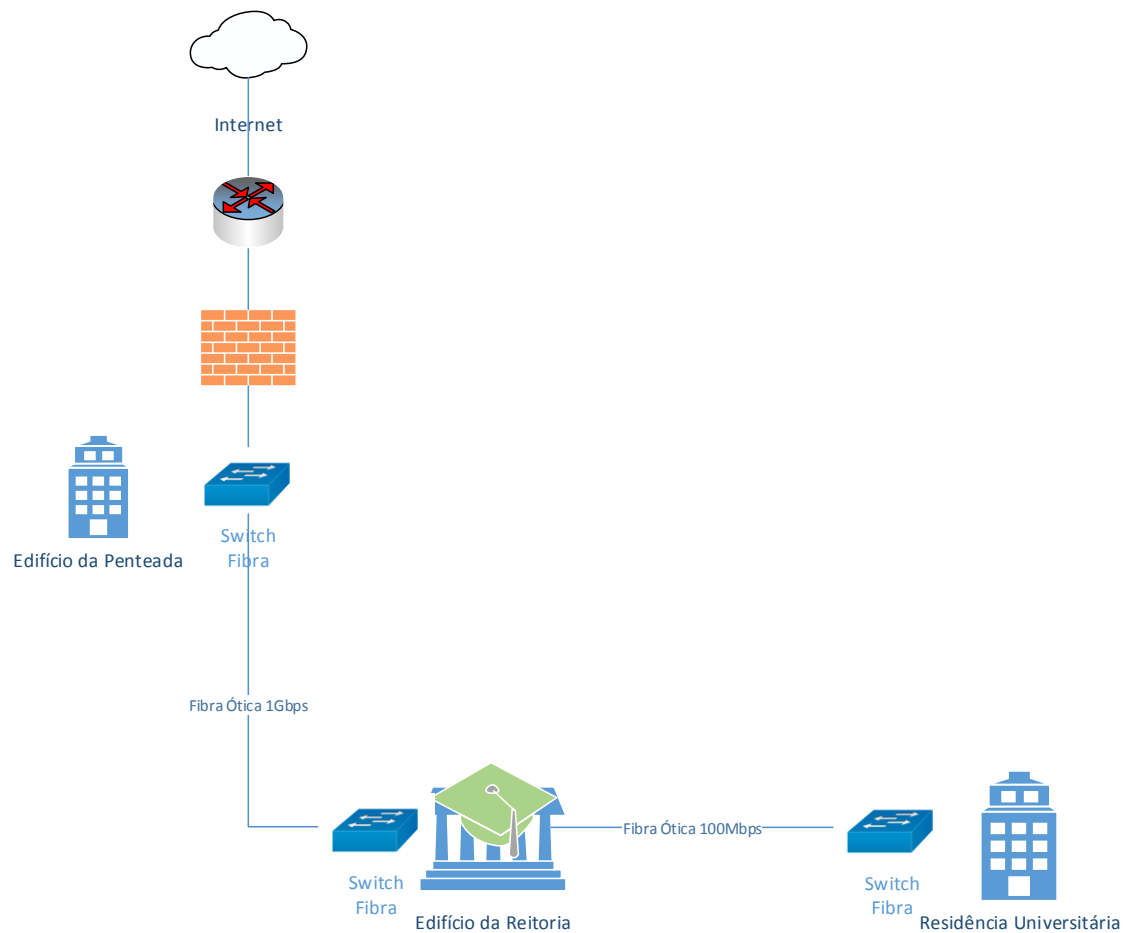 Internet
Switch
Fibra
Edifício da Penteada
Fibra Ótica 1Gbps
Fibra Ótica 100Mbps
Switch
Fibra
Edifício da Reitoria
Switch
Fibra
Residência Universitária